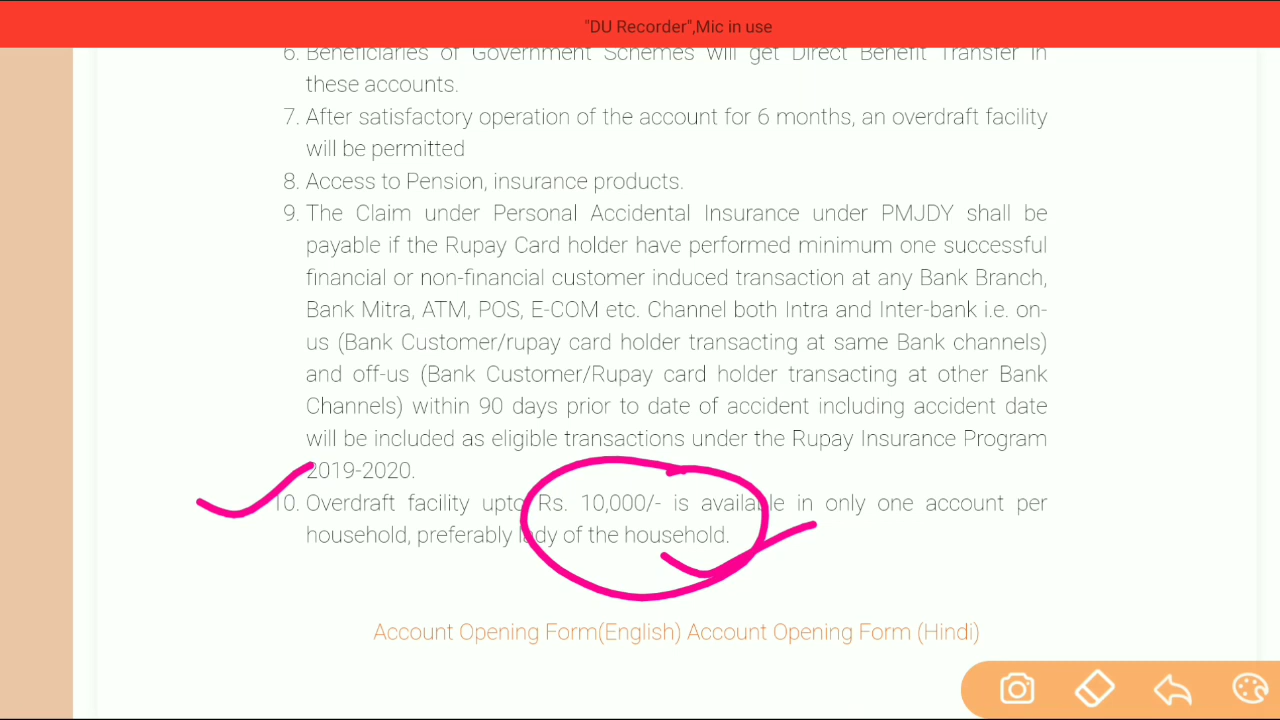 "DU Recorder",Mic in use
6. Beneficiaries of Government Schemes will get Direct Benefit Transfer in
these accounts.
7. After satisfactory operation of the account for 6 months, an overdraft facility
will be permitted
8. Access to Pension, insurance products.
9. The Claim under Personal Accidental Insurance under PMJDY shall be
payable if the Rupay Card holder have performed minimum one successful
financial or non-financial customer induced transaction at any Bank Branch,
Bank Mitra, ATM, POS, E-COM etc. Channel both Intra and Inter-bank i.e. on-
us (Bank Customer/rupay card holder transacting at same Bank channels)
and off-us (Bank Customer/Rupay card holder transacting at other Bank
Channels) within 90 days prior to date of accident including accident date
will be included as eligible transactions under the Rupay Insurance Program
2019-2020.
10. Overdraft facility upto Rs. 10,000/- is available in only one account per
household, preferably lady of the household.
Account Opening Form(English) Account Opening Form (Hindi)